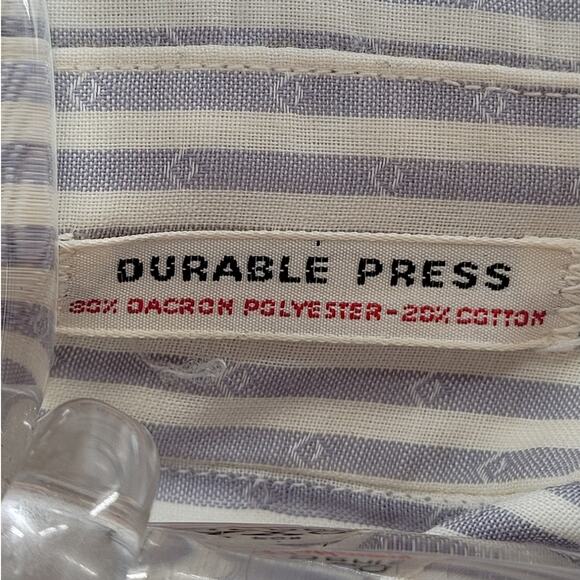 DURABLE PRESS
80% DACRON POLYESTER-20% COTTON